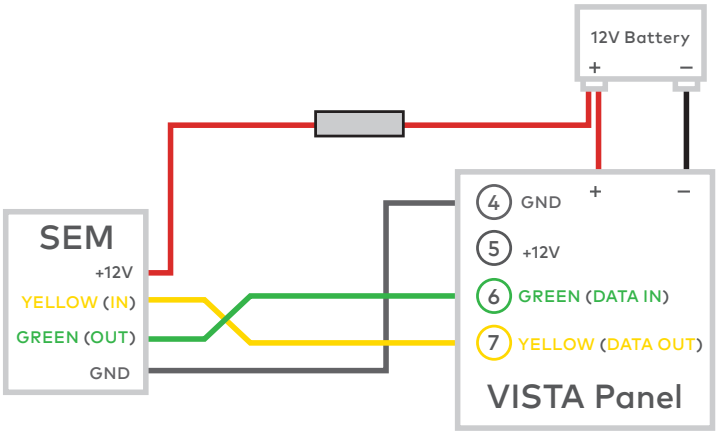 12V Battery
+ −
SEM
+12V
YELLOW (IN)
GREEN (OUT)
GND
+ −
4 GND
5 +12V
6 GREEN (DATA IN)
7 YELLOW (DATA OUT)
VISTA Panel